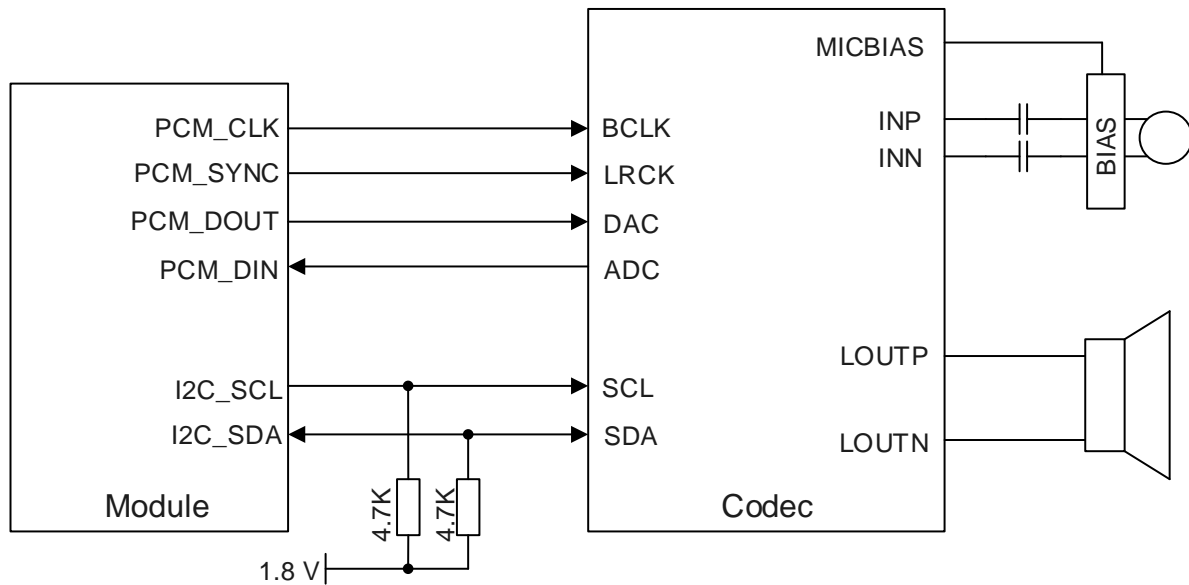 MICBIAS
PCM_CLK
BCLK
INP
PCM_SYNC
LRCK
INN
BIAS
PCM_DOUT
DAC
PCM_DIN
ADC
LOUTP
I2C_SCL
SCL
I2C_SDA
SDA
LOUTN
4.7K
4.7K
Module
Codec
1.8 V